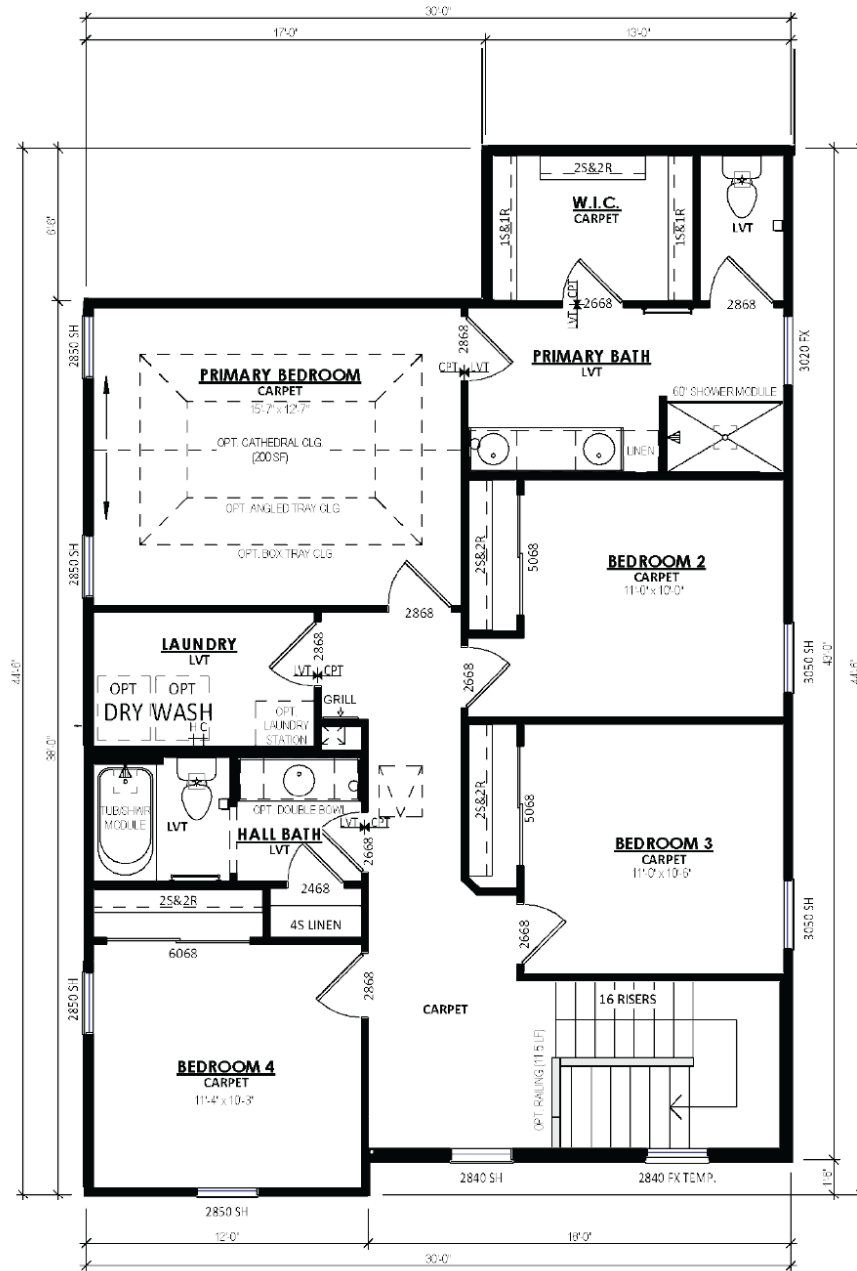 30'-0"
17'-0"
13'-0"
6'-6"
2S&2R
W.I.C.
CARPET
1S&1R
1S&1R
LVT
CPT
LVT
2668
2868
2850 SH
2868
CPT
LVT
PRIMARY BATH
LVT
3020 FX
60" SHOWER MODULE
LINEN
PRIMARY BEDROOM
CARPET
15'-7" x 12'-7"
OPT. CATHEDRAL CLG.
(200 SF)
OPT. ANGLED TRAY CLG.
OPT. BOX TRAY CLG.
2850 SH
2868
2S&2R
5068
BEDROOM 2
CARPET
11'-0" x 10'-0"
3050 SH
LAUNDRY
LVT
2868
LVT
CPT
OPT
DRY
OPT
WASH
H C
OPT.
LAUNDRY
STATION
GRILL
2668
44'-6"
38'-0"
43'-0"
44'-6"
TUB/SHWR
MODULE
LVT
OPT. DOUBLE BOWL
HALL BATH
LVT
LVT
CPT
2668
2468
2S&2R
5068
BEDROOM 3
CARPET
11'-0" x 10'-6"
3050 SH
2668
2S&2R
4S LINEN
6068
2850 SH
2868
CARPET
16 RISERS
OPT. RAILING (11.5 LF)
BEDROOM 4
CARPET
11'-4" x 10'-3"
2840 SH
2840 FX TEMP.
1'-6"
2850 SH
12'-0"
18'-0"
30'-0"